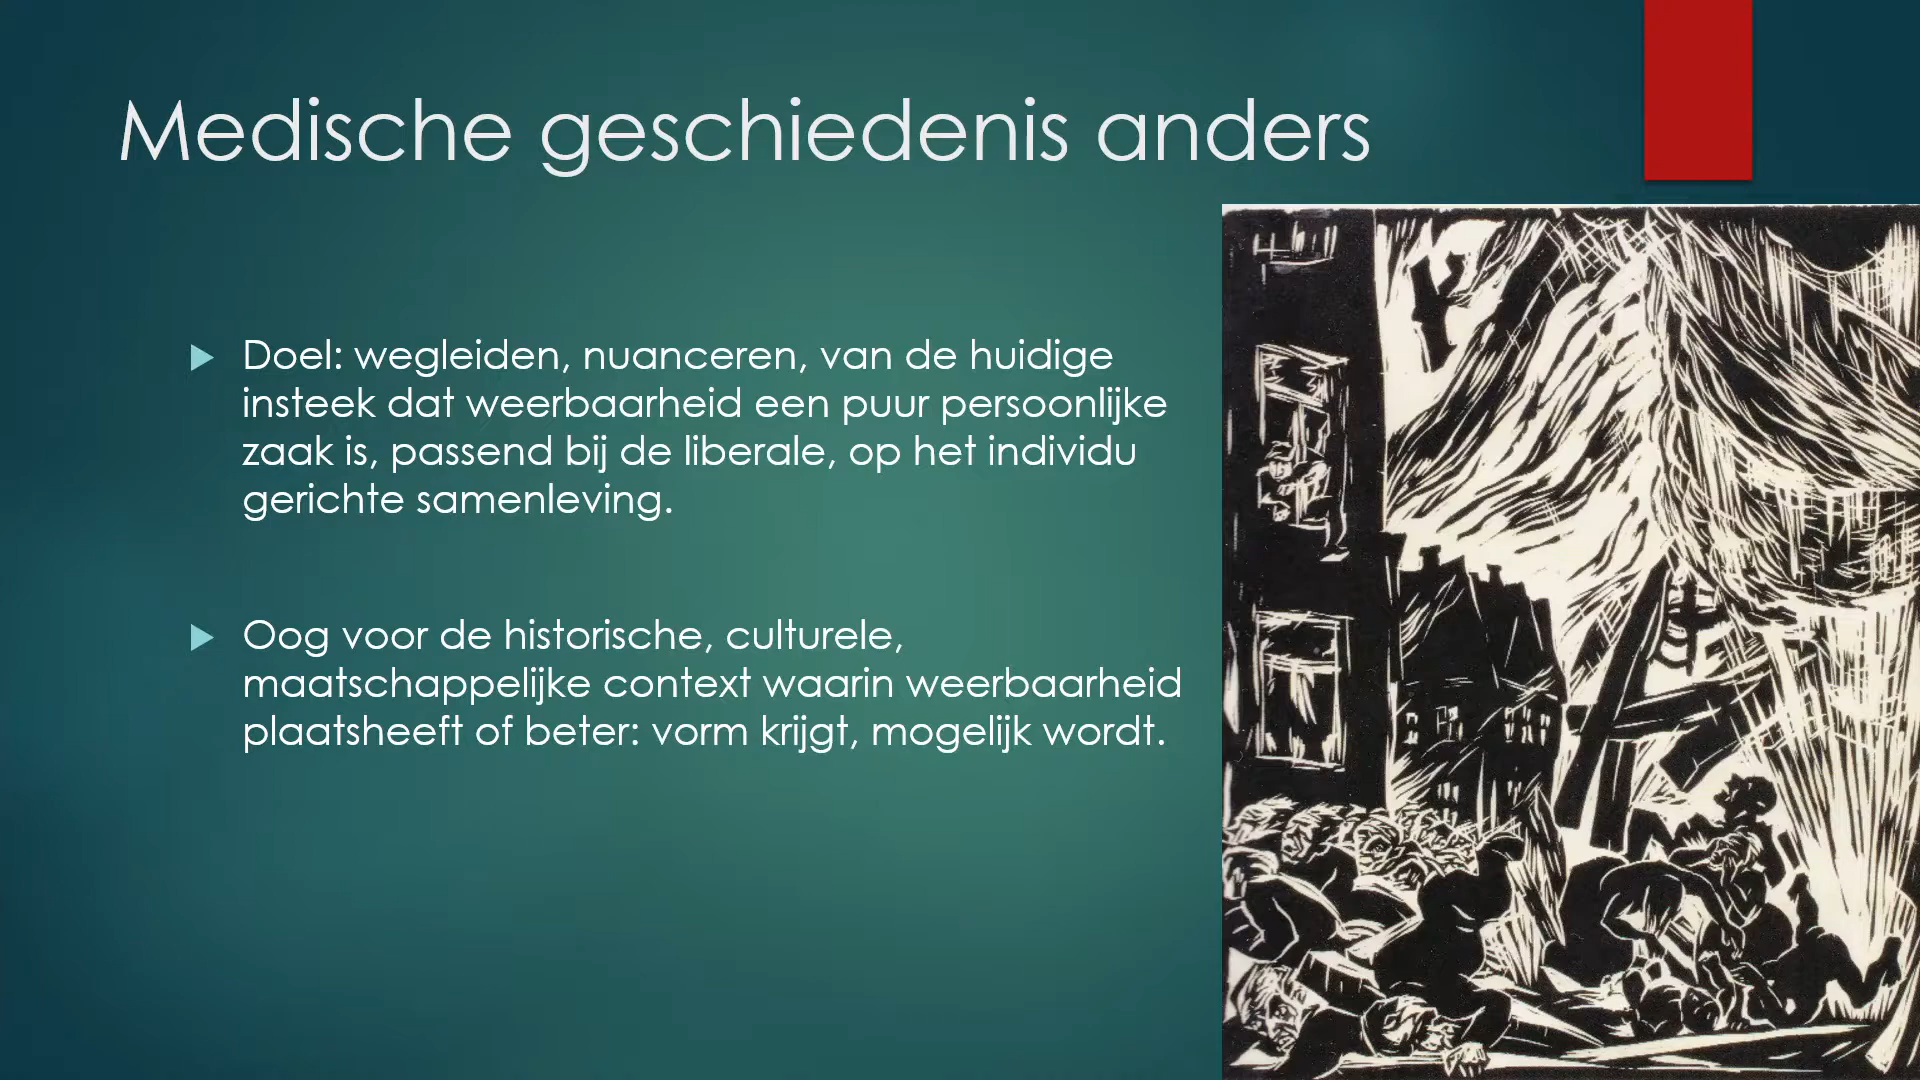 Medische geschiedenis anders
Doel: wegleiden, nuanceren, van de huidige
insteek dat weerbaarheid een puur persoonlijke
zaak is, passend bij de liberale, op het individu
gerichte samenleving.
Oog voor de historische, culturele,
maatschappelijke context waarin weerbaarheid
plaatsheeft of beter: vorm krijgt, mogelijk wordt.